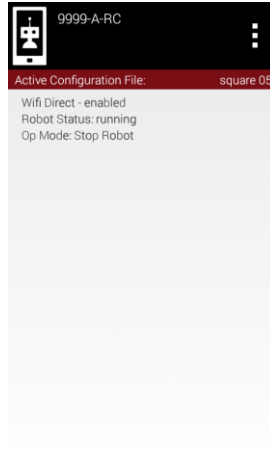 9999-A-RC
Active Configuration File: square 05
Wifi Direct - enabled
Robot Status: running
Op Mode: Stop Robot